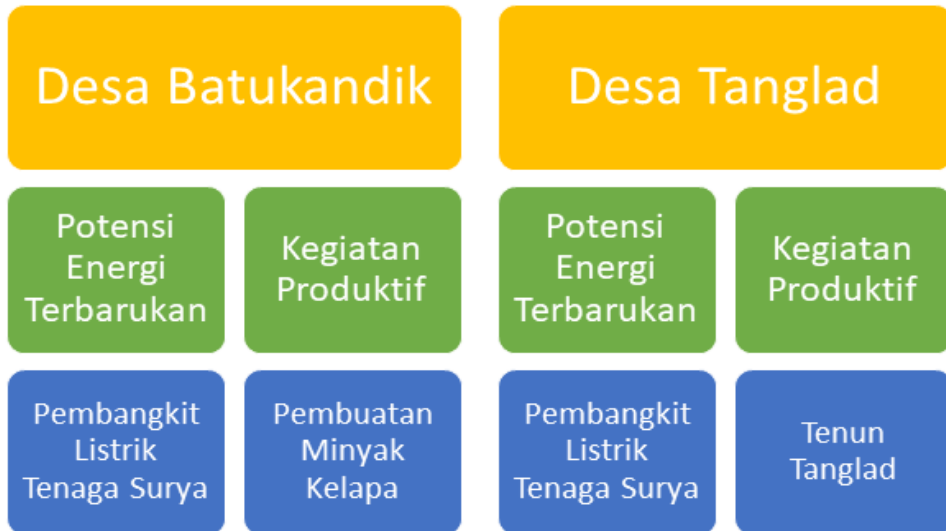 Desa Batukandik
Desa Tanglad
Potensi
Energi
Terbarukan
Kegiatan
Produktif
Potensi
Energi
Terbarukan
Kegiatan
Produktif
Pembangkit
Listrik
Tenaga Surya
Pembuatan
Minyak
Kelapa
Pembangkit
Listrik
Tenaga Surya
Tenun
Tanglad